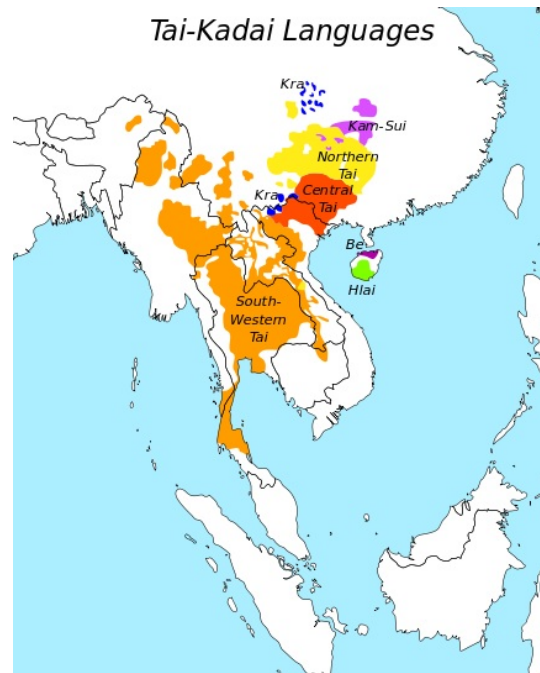 Tai-Kadai Languages
Kra
Kam-Sui
Northern
Tai
Kra
Central
Tai
Be
Hlai
South-
Western
Tai